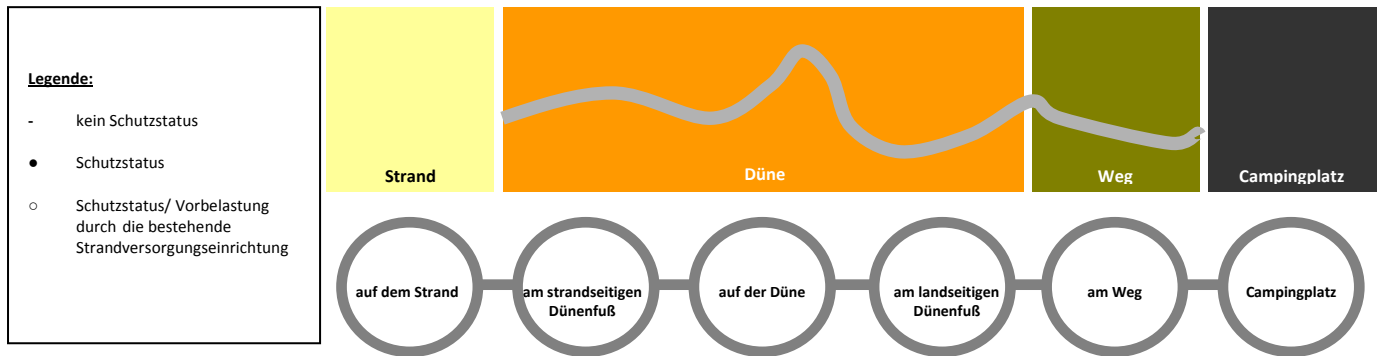 Legende:
- kein Schutzstatus
● Schutzstatus
○ Schutzstatus/ Vorbelastung
durch die bestehende
Strandversorgungseinrichtung
Strand
Düne
Weg
Campingplatz
auf dem Strand
am strandseitigen
Dünenfuß
auf der Düne
am landseitigen
Dünenfuß
am Weg
Campingplatz